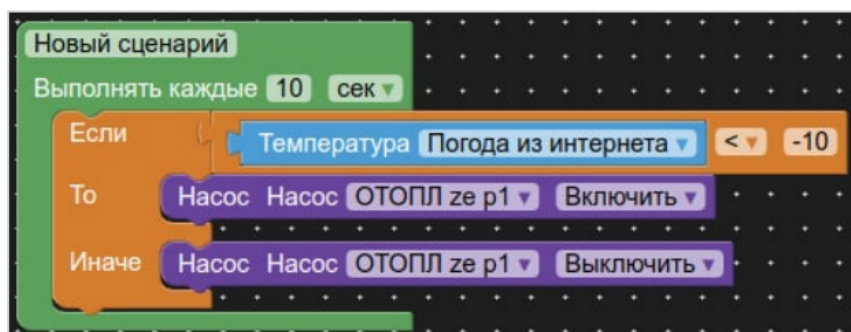 Новый сценарий
Выполнять каждые 10 сек
Если Температура Погода из интернета < -10
То Насос Насос ОТОПЛ ze p1 Включить
Иначе Насос Насос ОТОПЛ ze p1 Выключить